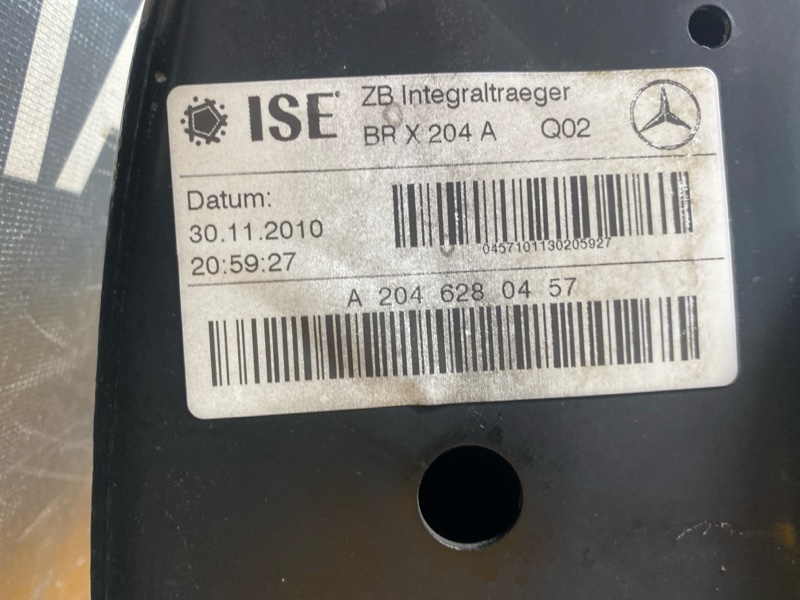 ISE
ZB Integraltraeger
BR X 204 A Q02
Datum:
30.11.2010
20:59:27
0457101130205927
A 204 628 04 57